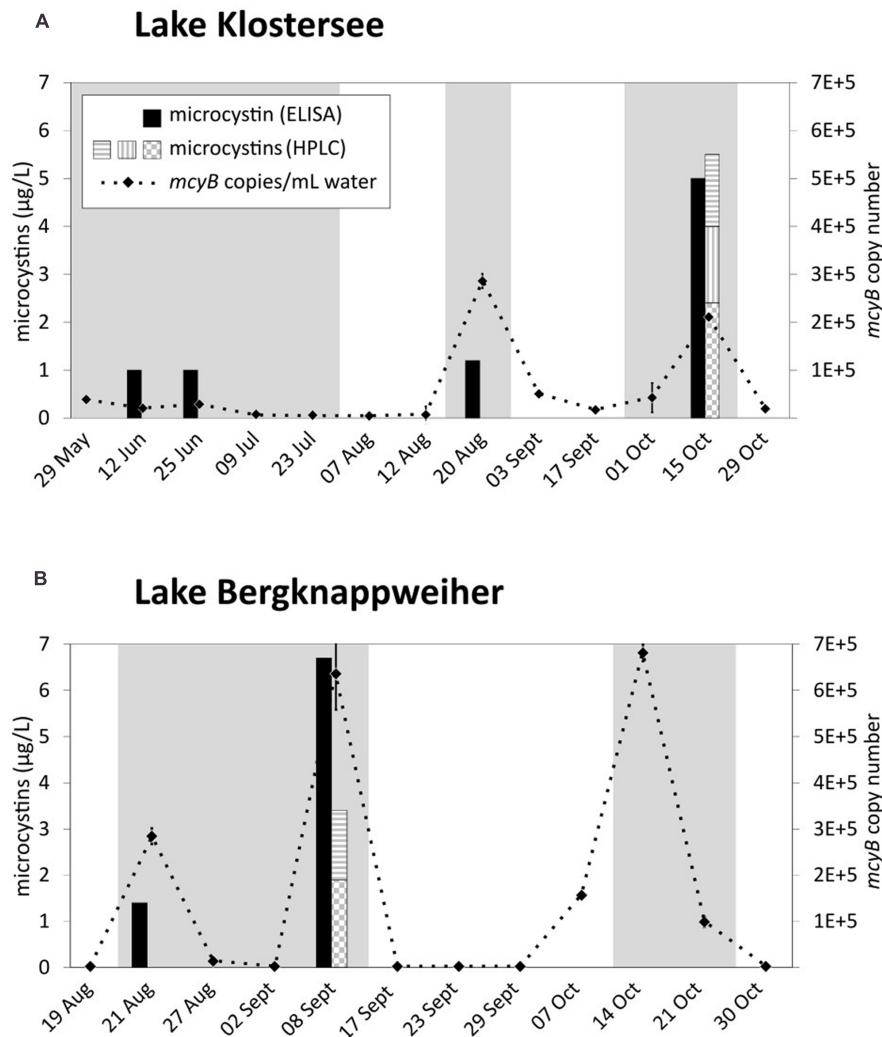 A
Lake Klostersee
7
6
5
4
3
2
1
0
microcystins (µg/L)
microcystin (ELISA)
microcystins (HPLC)
mcyB copies/mL water
7E+5
6E+5
5E+5
4E+5
3E+5
2E+5
1E+5
mcyB copy number
29 May
12 Jun
25 Jun
09 Jul
23 Jul
07 Aug
12 Aug
20 Aug
03 Sept
17 Sept
01 Oct
15 Oct
29 Oct
B
Lake Bergknappweiher
7
6
5
4
3
2
1
0
microcystins (µg/L)
7E+5
6E+5
5E+5
4E+5
3E+5
2E+5
1E+5
mcyB copy number
19 Aug
21 Aug
27 Aug
02 Sept
08 Sept
17 Sept
23 Sept
29 Sept
07 Oct
14 Oct
21 Oct
30 Oct